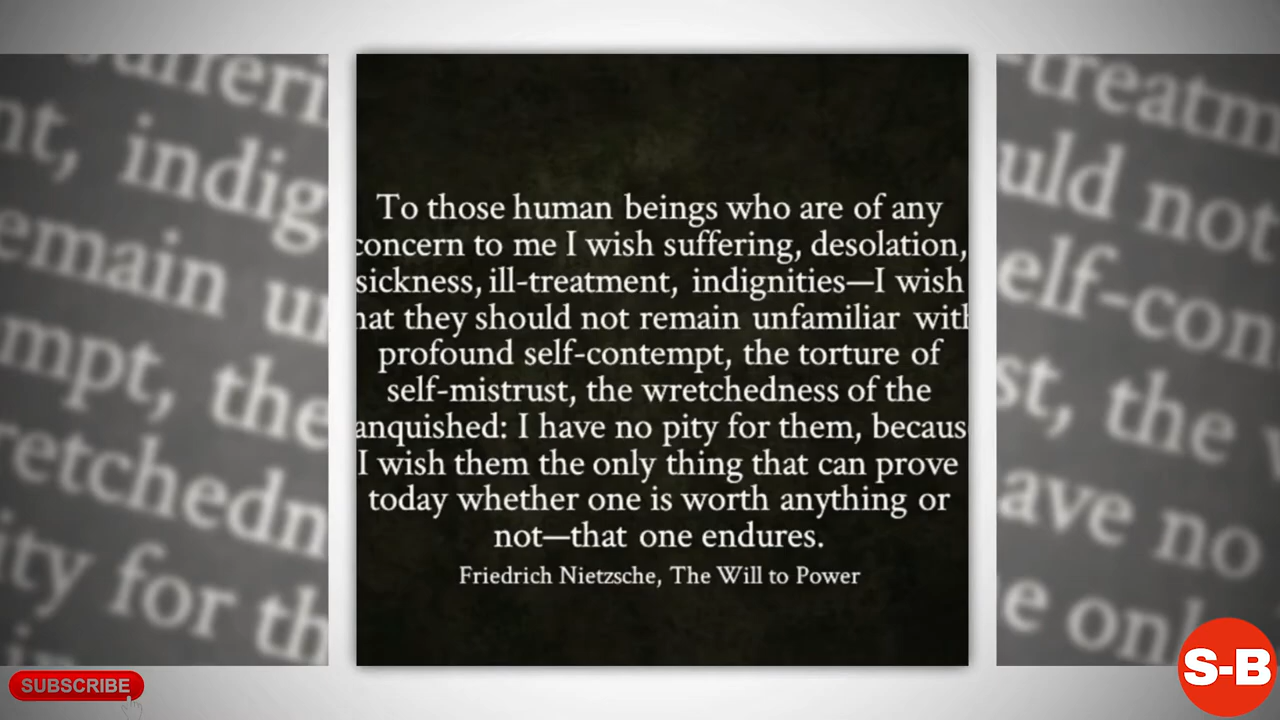 To those human beings who are of any
concern to me I wish suffering, desolation,
sickness, ill-treatment, indignities—I wish
hat they should not remain unfamiliar with
profound self-contempt, the torture of
self-mistrust, the wretchedness of the
anquished: I have no pity for them, becaus
I wish them the only thing that can prove
today whether one is worth anything or
not—that one endures.
Friedrich Nietzsche, The Will to Power
SUBSCRIBE
S-B